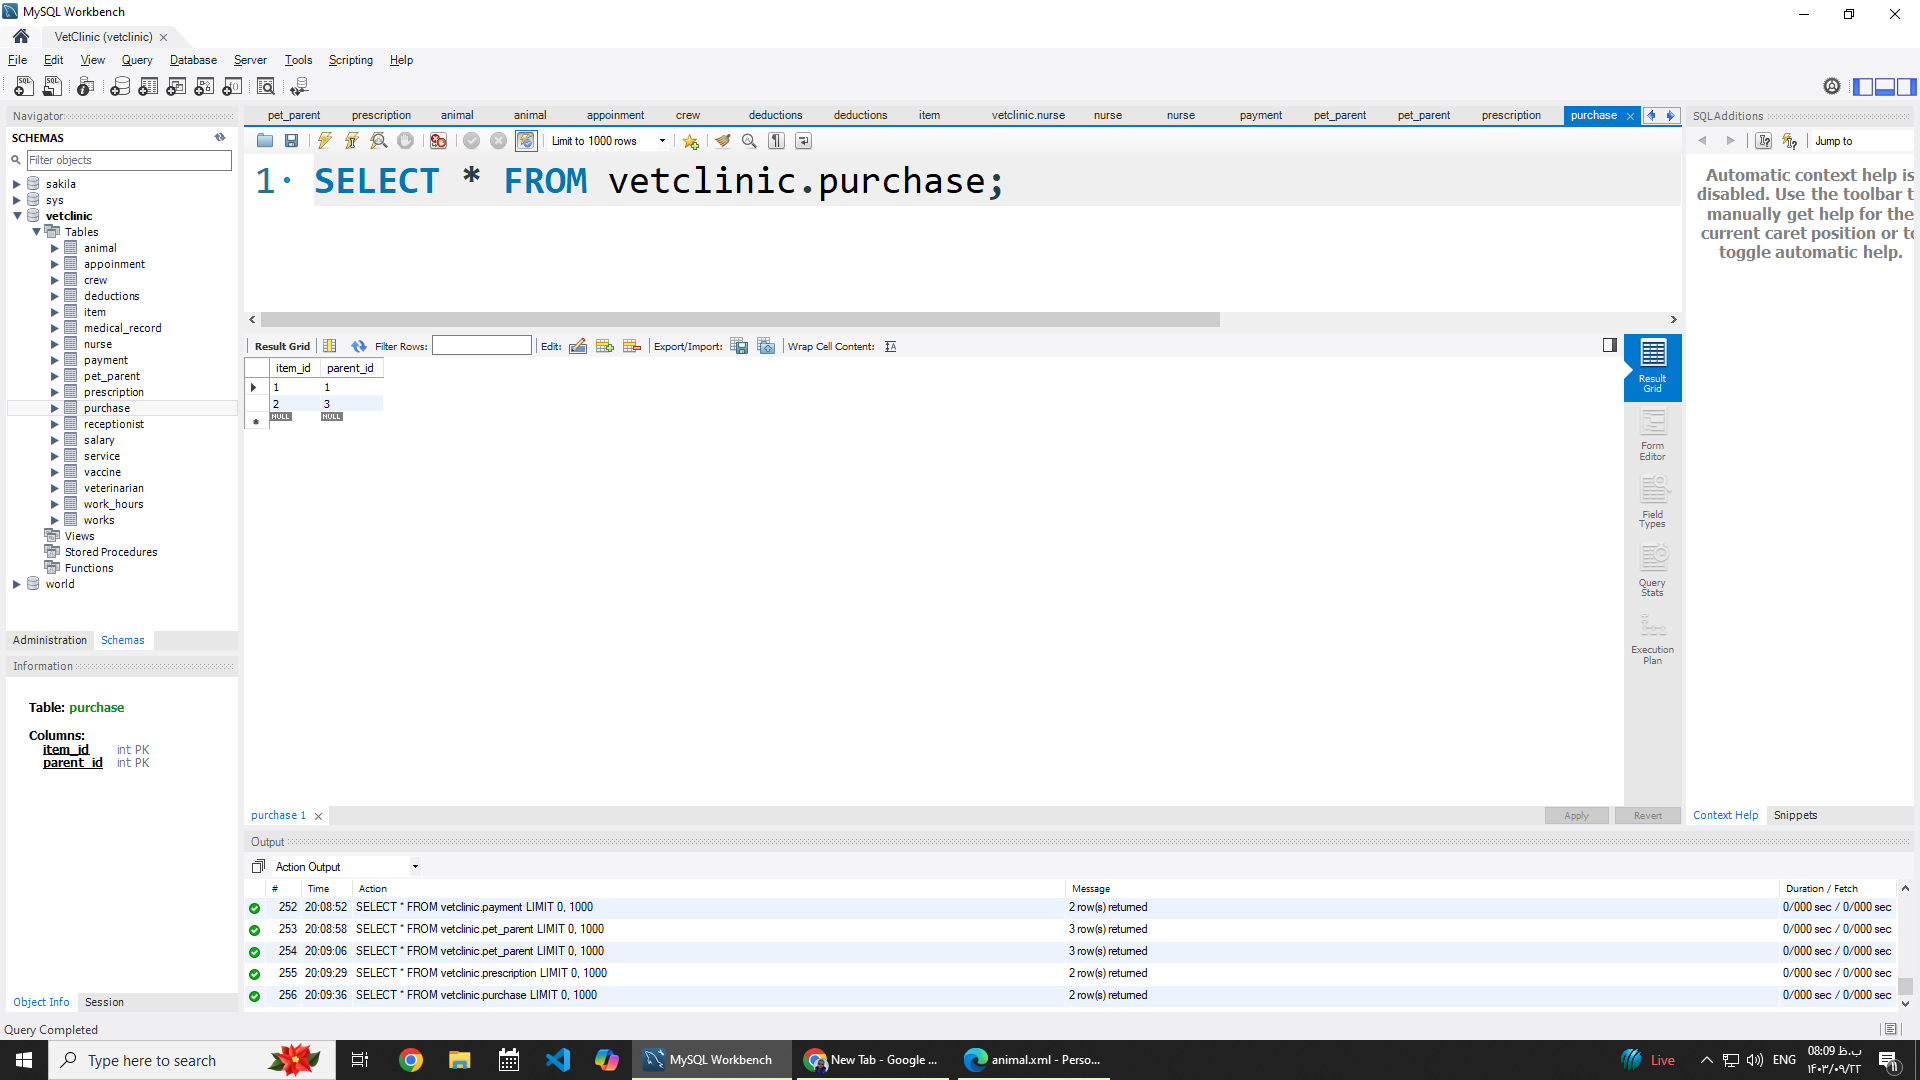 MySQL Workbench
VetClinic (vetclinic)
File Edit View Query Database Server Tools Scripting Help
Navigator
SCHEMAS
Filter objects
sakila
sys
vetclinic
Tables
animal
appoinment
crew
deductions
item
medical_record
nurse
payment
pet_parent
prescription
purchase
receptionist
salary
service
vaccine
veterinarian
work_hours
works
Views
Stored Procedures
Functions
world
Administration Schemas
Information
Table: purchase
Columns:
item_id int PK
parent_id int PK
Object Info Session
pet_parent prescription animal animal appoinment crew deductions deductions item vetclinic.nurse nurse nurse payment pet_parent pet_parent prescription purchase
Limit to 1000 rows
1 SELECT * FROM vetclinic.purchase;
Result Grid Filter Rows: Edit: Export/Import: Wrap Cell Content:
item_id parent_id
1 1
2 3
NULL NULL
Result
Grid
Form
Editor
Field
Types
Query
Stats
Execution
Plan
purchase 1
Apply Revert
SQLAdditions
Jump to
Automatic context help is
disabled. Use the toolbar t
manually get help for the
current caret position or to
toggle automatic help.
Context Help Snippets
Output
Action Output
# Time Action Message Duration / Fetch
252 20:08:52 SELECT * FROM vetclinic.payment LIMIT 0, 1000 2 row(s) returned 0/000 sec / 0/000 sec
253 20:08:58 SELECT * FROM vetclinic.pet_parent LIMIT 0, 1000 3 row(s) returned 0/000 sec / 0/000 sec
254 20:09:06 SELECT * FROM vetclinic.pet_parent LIMIT 0, 1000 3 row(s) returned 0/000 sec / 0/000 sec
255 20:09:29 SELECT * FROM vetclinic.prescription LIMIT 0, 1000 2 row(s) returned 0/000 sec / 0/000 sec
256 20:09:36 SELECT * FROM vetclinic.purchase LIMIT 0, 1000 2 row(s) returned 0/000 sec / 0/000 sec
Query Completed
Type here to search
MySQL Workbench
New Tab - Google ...
animal.xml - Perso...
Live
ENG
08:09 ب.ظ
۱۴۰۳/۰۹/۲۲
11